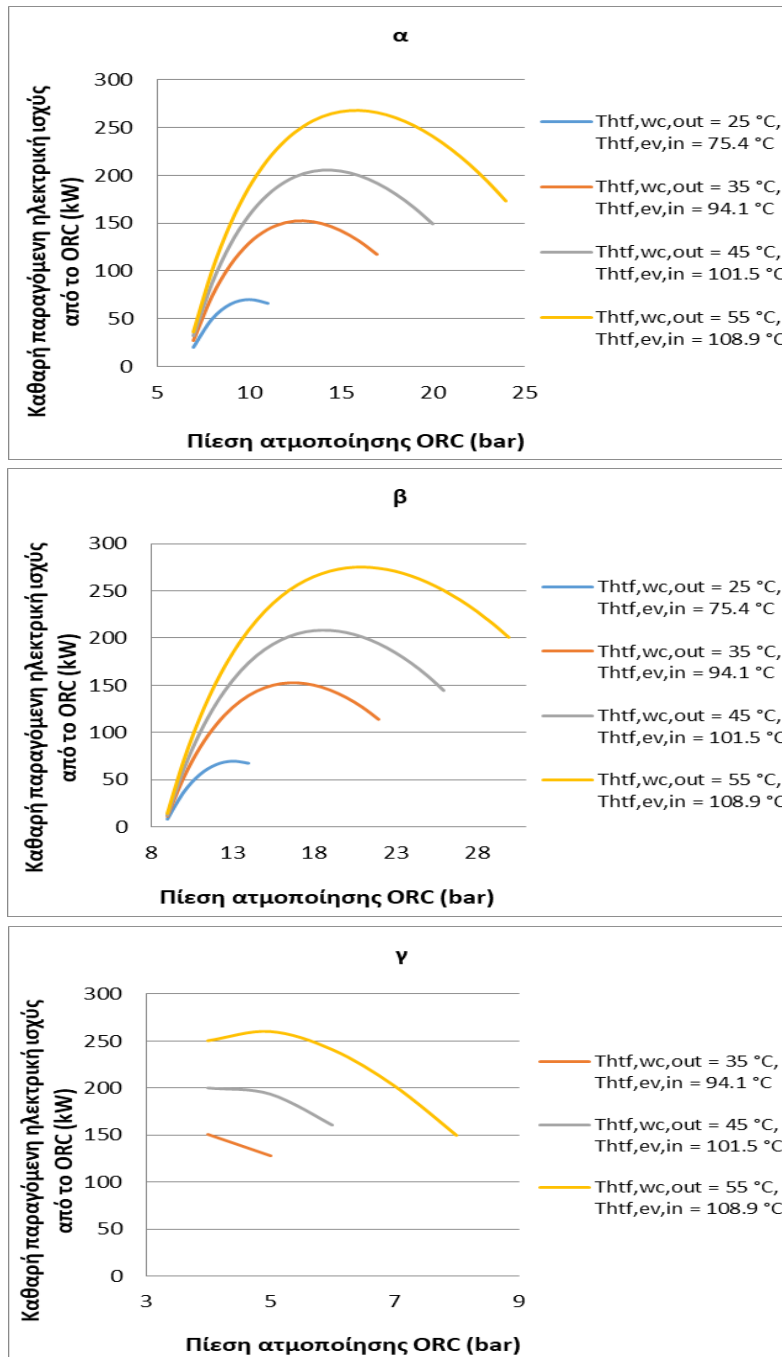 α
Καθαρή παραγόμενη ηλεκτρική ισχύς
από το ORC (kW)
300
250
200
150
100
50
0
5
10
15
20
25
Πίεση ατμοποίησης ORC (bar)
Thtf,wc,out = 25 °C,
Thtf,ev,in = 75.4 °C
Thtf,wc,out = 35 °C,
Thtf,ev,in = 94.1 °C
Thtf,wc,out = 45 °C,
Thtf,ev,in = 101.5 °C
Thtf,wc,out = 55 °C,
Thtf,ev,in = 108.9 °C
β
Καθαρή παραγόμενη ηλεκτρική ισχύς
από το ORC (kW)
300
250
200
150
100
50
0
8
13
18
23
28
Πίεση ατμοποίησης ORC (bar)
Thtf,wc,out = 25 °C,
Thtf,ev,in = 75.4 °C
Thtf,wc,out = 35 °C,
Thtf,ev,in = 94.1 °C
Thtf,wc,out = 45 °C,
Thtf,ev,in = 101.5 °C
Thtf,wc,out = 55 °C,
Thtf,ev,in = 108.9 °C
γ
Καθαρή παραγόμενη ηλεκτρική ισχύς
από το ORC (kW)
300
250
200
150
100
50
0
3
5
7
9
Πίεση ατμοποίησης ORC (bar)
Thtf,wc,out = 35 °C,
Thtf,ev,in = 94.1 °C
Thtf,wc,out = 45 °C,
Thtf,ev,in = 101.5 °C
Thtf,wc,out = 55 °C,
Thtf,ev,in = 108.9 °C